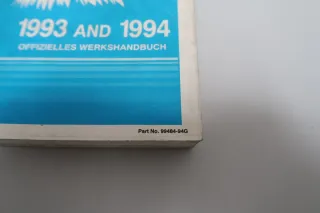 1993 AND 1994
OFFIZIELLES WERKSHANDBUCH
Part No. 99484-94G